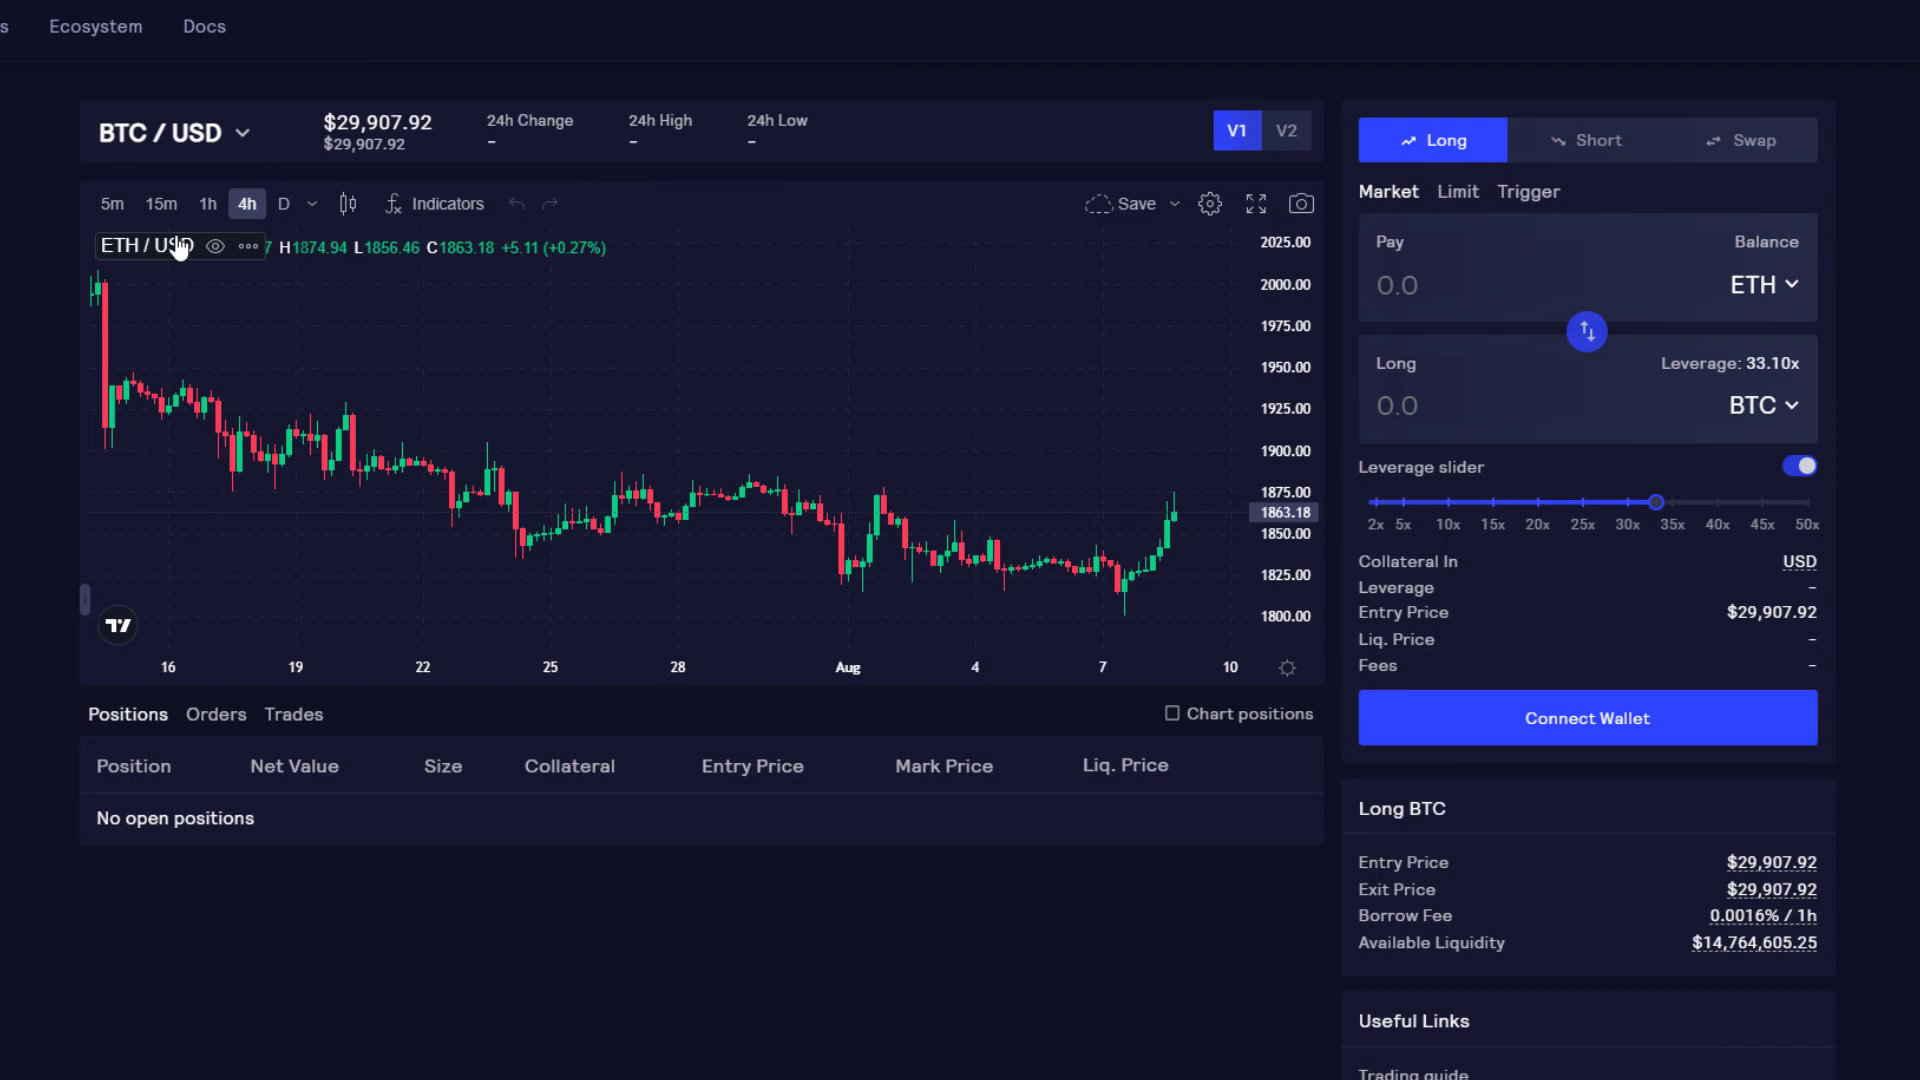 s Ecosystem Docs
BTC / USD $29,907.92 24h Change 24h High 24h Low V1 V2
$29,907.92 - - -
5m 15m 1h 4h D Indicators Save
ETH / USD 7 H1874.94 L1856.46 C1863.18 +5.11 (+0.27%)
2025.00
2000.00
1975.00
1950.00
1925.00
1900.00
1875.00
1863.18
1850.00
1825.00
1800.00
16 19 22 25 28 Aug 4 7 10
Positions Orders Trades Chart positions
Position Net Value Size Collateral Entry Price Mark Price Liq. Price
No open positions
Long Short Swap
Market Limit Trigger
Pay Balance
0.0 ETH
Long Leverage: 33.10x
0.0 BTC
Leverage slider
2x 5x 10x 15x 20x 25x 30x 35x 40x 45x 50x
Collateral In USD
Leverage -
Entry Price $29,907.92
Liq. Price -
Fees -
Connect Wallet
Long BTC
Entry Price $29,907.92
Exit Price $29,907.92
Borrow Fee 0.0016% / 1h
Available Liquidity $14,764,605.25
Useful Links
Trading guide